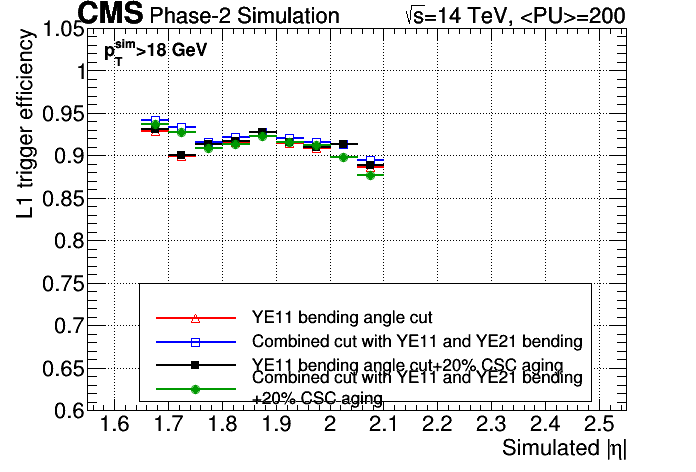 CMS Phase-2 Simulation √s=14 TeV, <PU>=200
L1 trigger efficiency
p_T^sim>18 GeV
1.05
1
0.95
0.9
0.85
0.8
0.75
0.7
0.65
0.6
YE11 bending angle cut
Combined cut with YE11 and YE21 bending
YE11 bending angle cut+20% CSC aging
Combined cut with YE11 and YE21 bending
+20% CSC aging
1.6 1.7 1.8 1.9 2 2.1 2.2 2.3 2.4 2.5
Simulated |η|